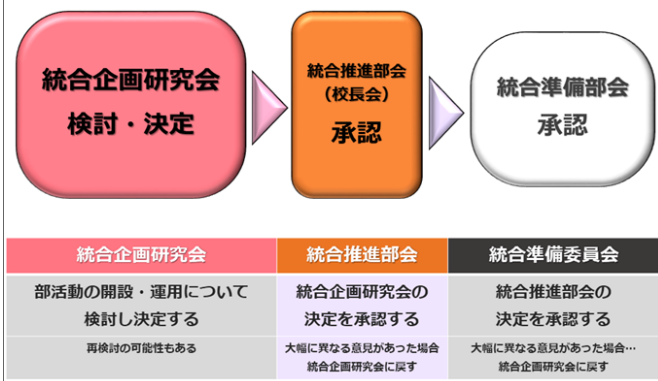 統合企画研究会
検討・決定
統合推進部会
（校長会）
承認
統合準備部会
承認
統合企画研究会
統合推進部会
統合準備委員会
部活動の開設・運用について
検討し決定する
統合企画研究会の
決定を承認する
統合推進部会の
決定を承認する
再検討の可能性もある
大幅に異なる意見があった場合
統合企画研究会に戻す
大幅に異なる意見があった場合…
統合企画研究会に戻す